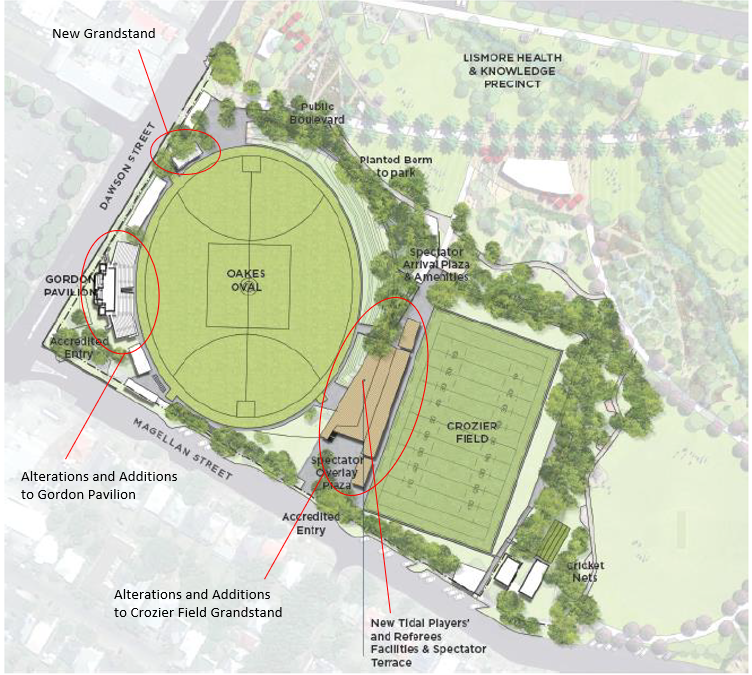 New Grandstand
LISMORE HEALTH
& KNOWLEDGE
PRECINCT
Public
Boulevard
DAWSON STREET
Planted Berm
to park
Spectator
Arrival Plaza
& Amenities
OAKES
OVAL
GORDON
PAVILION
Accredited
Entry
CROZIER
FIELD
MAGELLAN STREET
Spectator
Overlay
Plaza
Alterations and Additions
to Gordon Pavilion
Accredited
Entry
Cricket
Nets
Alterations and Additions
to Crozier Field Grandstand
New Tidal Players'
and Referees
Facilities & Spectator
Terrace